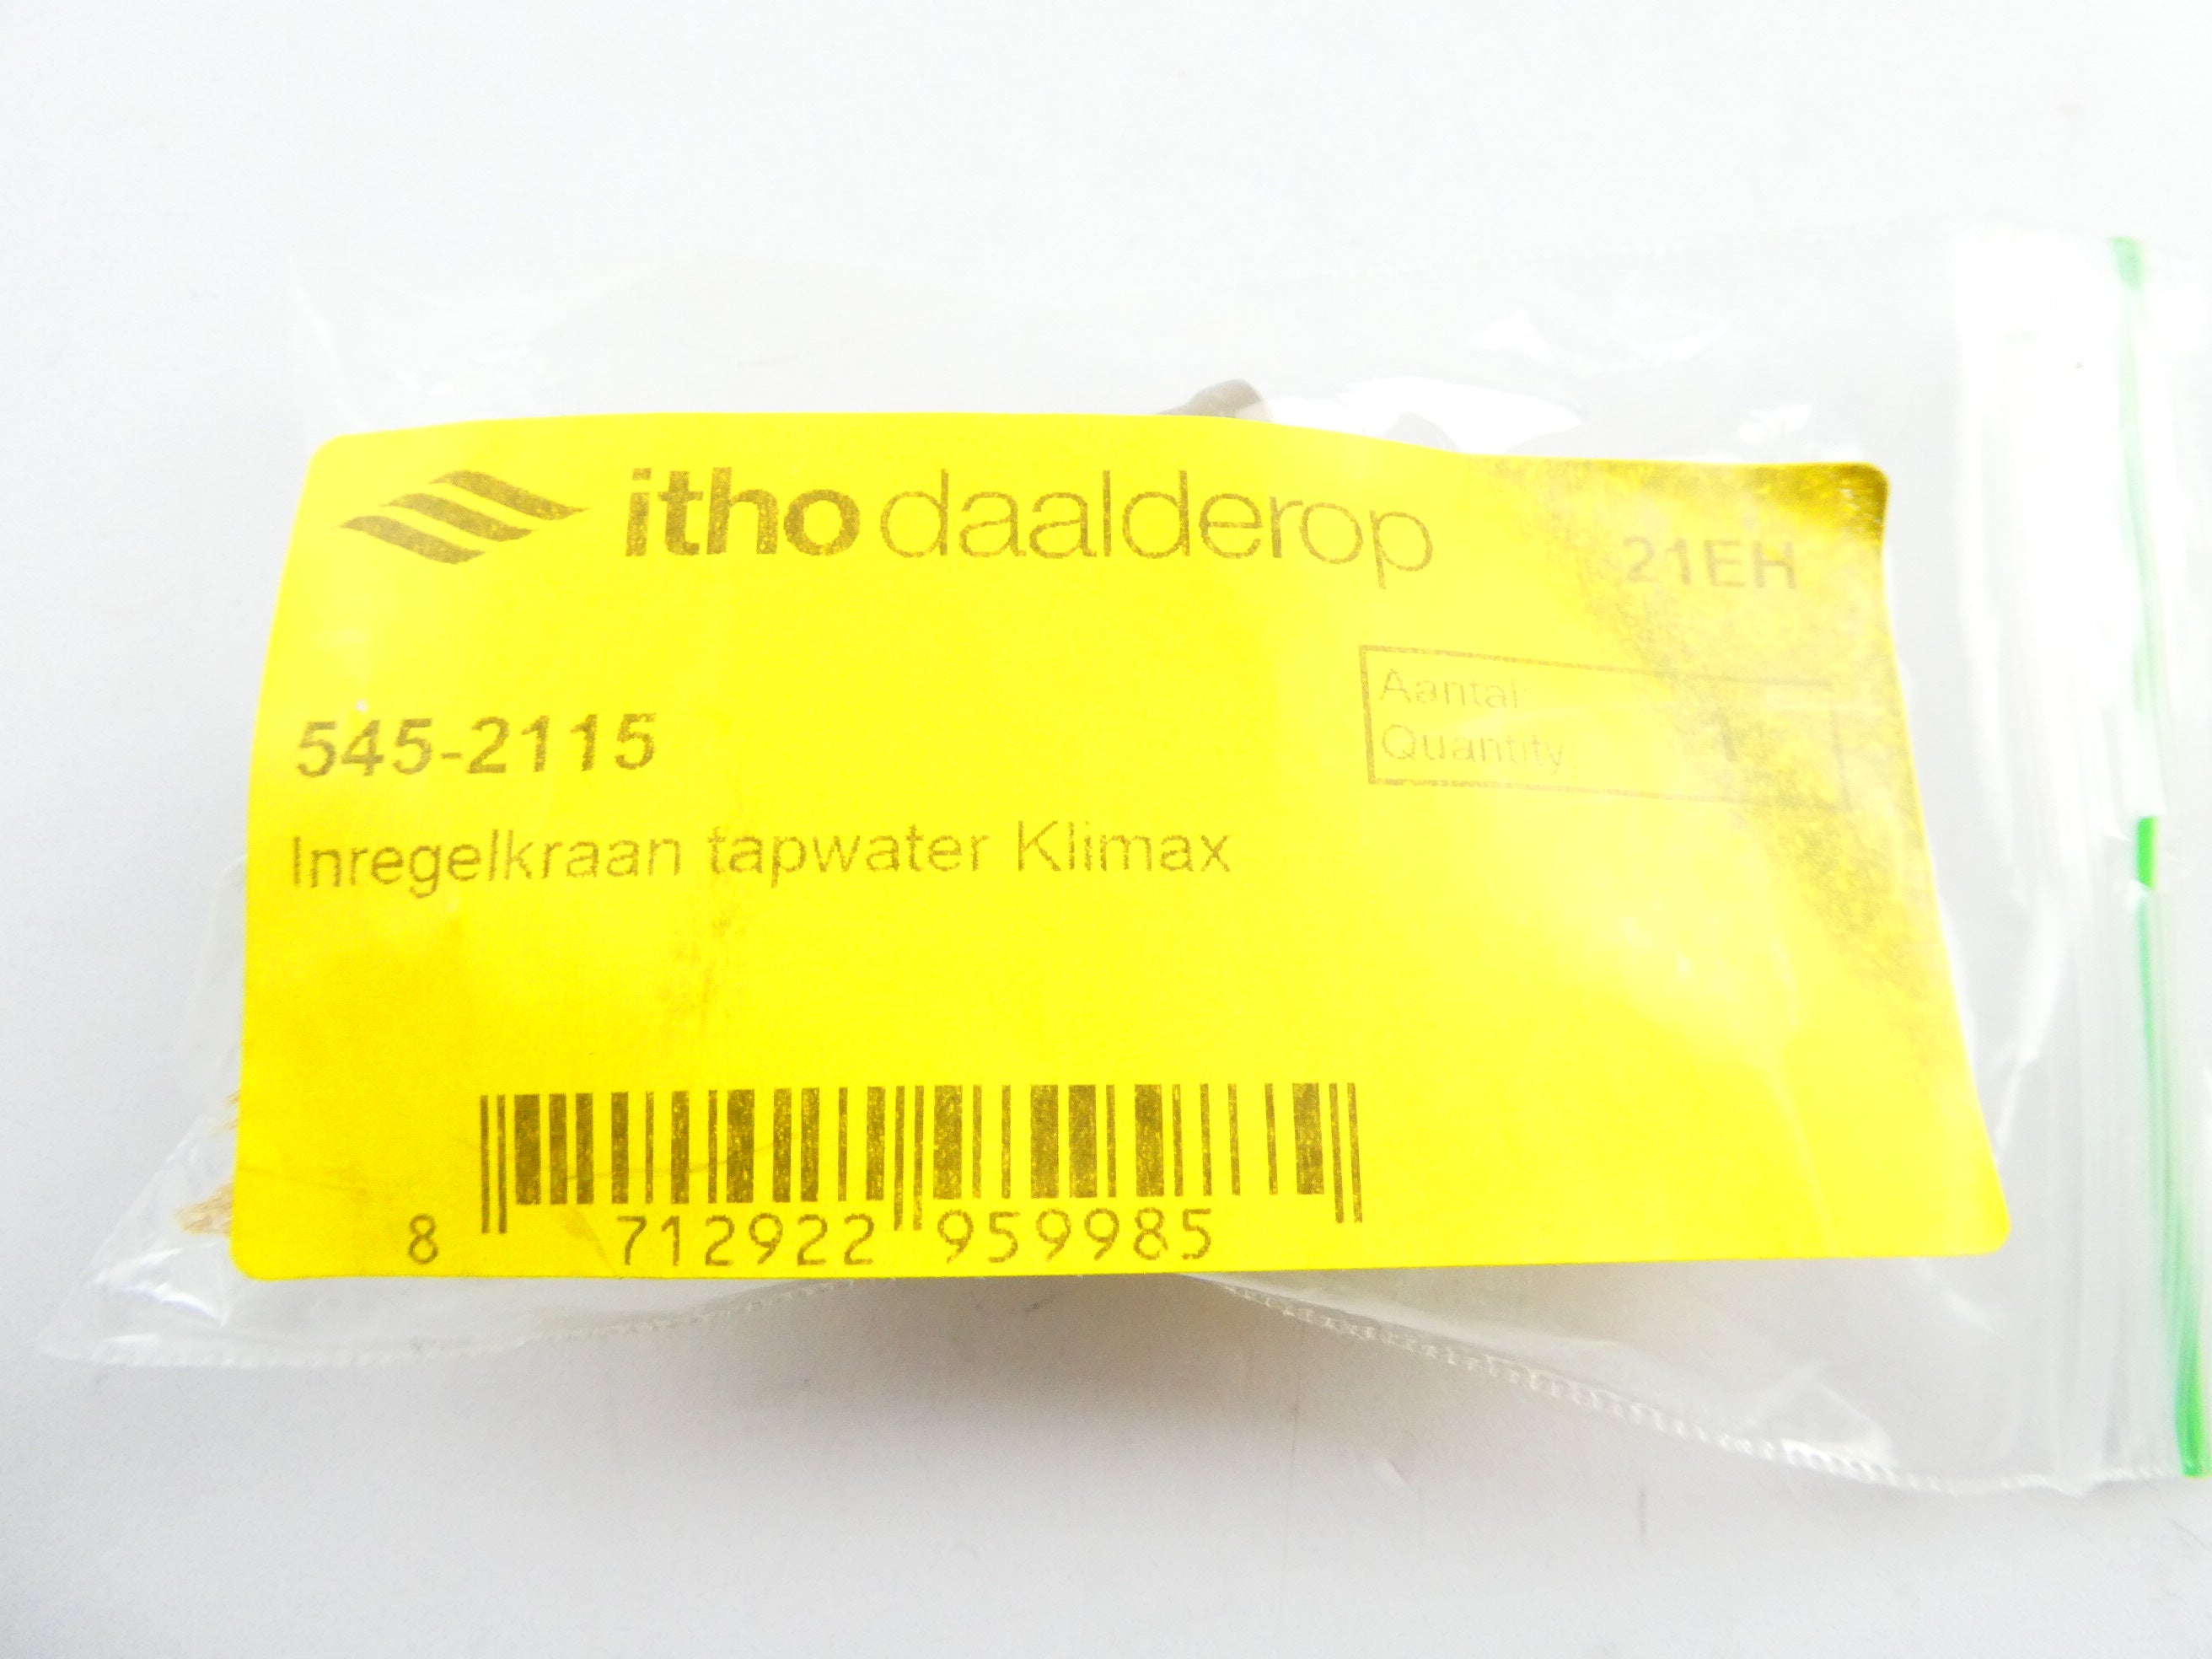 itho daalderop
21EH
Aantal
Quantity 1
545-2115
Inregelkraan tapwater Klimax
8 712922 959985